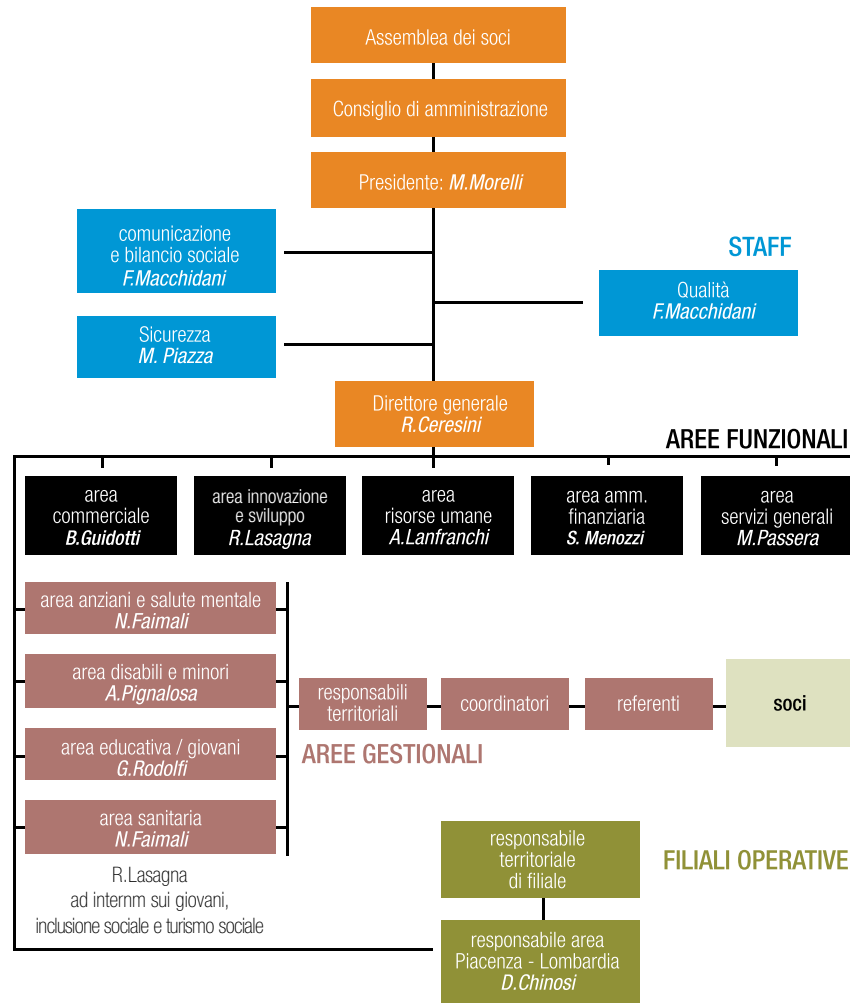 Assemblea dei soci
Consiglio di amministrazione
Presidente: M.Morelli
comunicazione
e bilancio sociale
F.Macchidani
STAFF
Qualità
F.Macchidani
Sicurezza
M. Piazza
Direttore generale
R.Ceresini
AREE FUNZIONALI
area
commerciale
B.Guidotti
area innovazione
e sviluppo
R.Lasagna
area
risorse umane
A.Lanfranchi
area amm.
finanziaria
S. Menozzi
area
servizi generali
M.Passera
area anziani e salute mentale
N.Faimali
area disabili e minori
A.Pignalosa
area educativa / giovani
G.Rodolfi
area sanitaria
N.Faimali
responsabili
territoriali
coordinatori
referenti
soci
AREE GESTIONALI
R.Lasagna
ad internm sui giovani,
inclusione sociale e turismo sociale
responsabile
territoriale
di filiale
FILIALI OPERATIVE
responsabile area
Piacenza - Lombardia
D.Chinosi